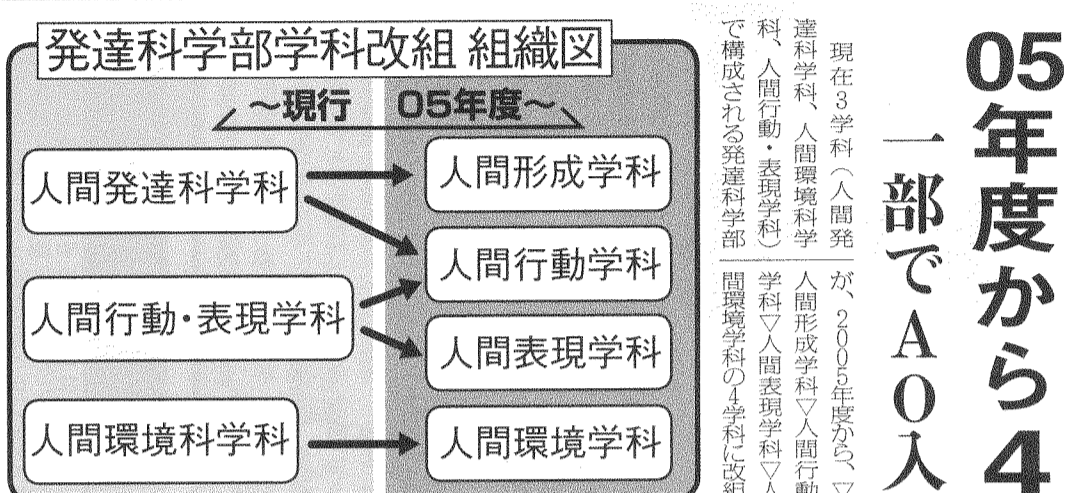 05年度から4
一部でAO入
現在3学科（人間発
達科学科、人間環境科学
科、人間行動・表現学科）
で構成される発達科学部
が、2005年度から、▽
人間形成学科▽人間行動
学科▽人間表現学科▽人
間環境学科の4学科に改組
発達科学部学科改組 組織図
〜現行 05年度〜
人間発達科学科
人間行動・表現学科
人間環境科学科
人間形成学科
人間行動学科
人間表現学科
人間環境学科